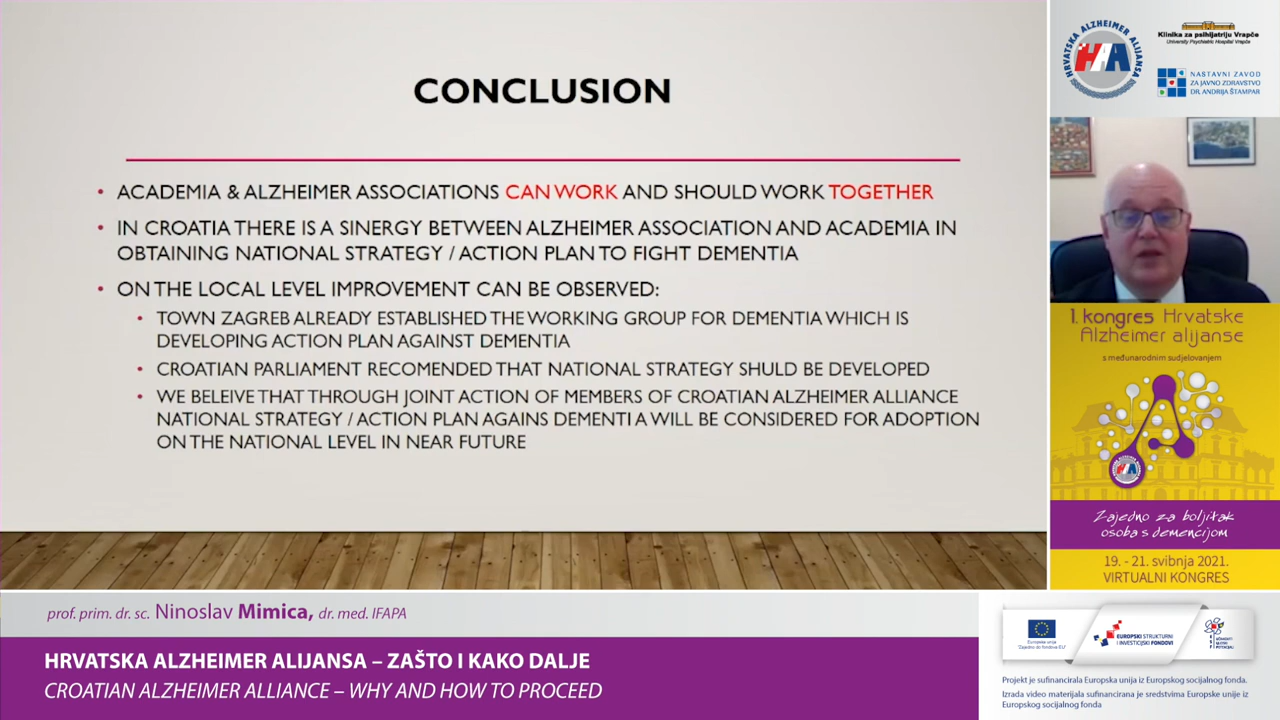 CONCLUSION
• ACADEMIA & ALZHEIMER ASSOCIATIONS CAN WORK AND SHOULD WORK TOGETHER
• IN CROATIA THERE IS A SINERGY BETWEEN ALZHEIMER ASSOCIATION AND ACADEMIA IN
OBTAINING NATIONAL STRATEGY / ACTION PLAN TO FIGHT DEMENTIA
• ON THE LOCAL LEVEL IMPROVEMENT CAN BE OBSERVED:
• TOWN ZAGREB ALREADY ESTABLISHED THE WORKING GROUP FOR DEMENTIA WHICH IS
DEVELOPING ACTION PLAN AGAINST DEMENTIA
• CROATIAN PARLIAMENT RECOMENDED THAT NATIONAL STRATEGY SHULD BE DEVELOPED
• WE BELEIVE THAT THROUGH JOINT ACTION OF MEMBERS OF CROATIAN ALZHEIMER ALLIANCE
NATIONAL STRATEGY / ACTION PLAN AGAINS DEMENTI A WILL BE CONSIDERED FOR ADOPTION
ON THE NATIONAL LEVEL IN NEAR FUTURE
HRVATSKA ALZHEIMER ALIJANSA
HAA
Klinika za psihijatriju Vrapče
University Psychiatric Hospital Vrapče
NASTAVNI ZAVOD
ZA JAVNO ZDRAVSTVO
DR. ANDRIJA ŠTAMPAR
1. kongres Hrvatske
Alzheimer alijanse
s međunarodnim sudjelovanjem
HAA
Zajedno za boljitak
osoba s demencijom
19. - 21. svibnja 2021.
VIRTUALNI KONGRES
prof. prim. dr. sc. Ninoslav Mimica, dr. med. IFAPA
HRVATSKA ALZHEIMER ALIJANSA – ZAŠTO I KAKO DALJE
CROATIAN ALZHEIMER ALLIANCE – WHY AND HOW TO PROCEED
Europska unija
"Zajedno do fondova EU"
EUROPSKI STRUKTURNI
I INVESTICIJSKI FONDOVI
Projekt je sufinancirala Europska unija iz Europskog socijalnog fonda.
Izrada video materijala sufinancirana je sredstvima Europske unije iz
Europskog socijalnog fonda